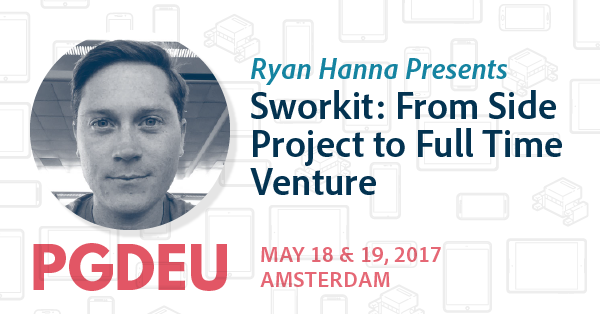 Ryan Hanna Presents
Sworkit: From Side
Project to Full Time
Venture
PGDEU
MAY 18 & 19, 2017
AMSTERDAM